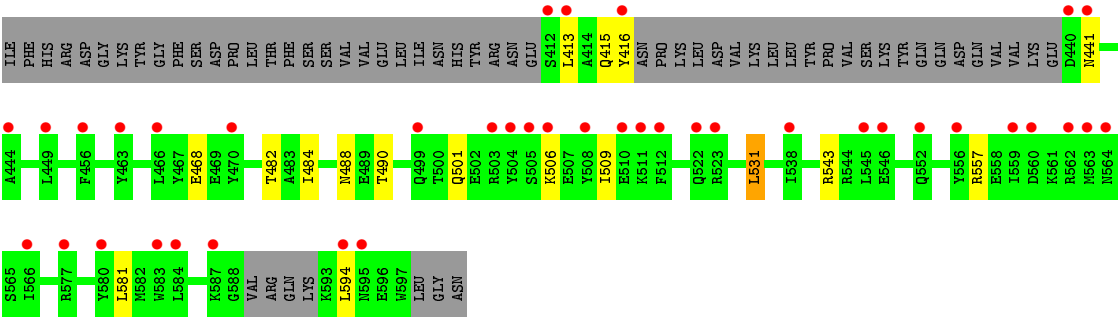 ILE PHE HIS ARG ASP GLY LYS TYR GLY PHE SER ASP PRO LEU THR PHE SER SER VAL VAL GLU LEU ILE ASN HIS TYR ARG ASN GLU S412 L413 A414 Q415 Y416 ASN PRO LYS LEU ASP VAL LYS LEU LEU TYR PRO VAL SER LYS TYR GLN GLN ASP GLN VAL VAL LYS GLU D440 N441
A444 L449 F456 Y463 L466 Y467 E468 E469 Y470 T482 A483 I484 N488 E489 T490 Q499 T500 Q501 E502 R503 Y504 S505 K506 E507 Y508 I509 E510 K511 F512 Q522 R523 L531 I538 R543 R544 L545 E546 Q552 Y556 R557 E558 I559 D560 K561 R562 M563 N564
S565 I566 R577 Y580 L581 M582 W583 L584 K587 G588 VAL ARG GLN LYS K593 L594 N595 E596 W597 LEU GLY ASN